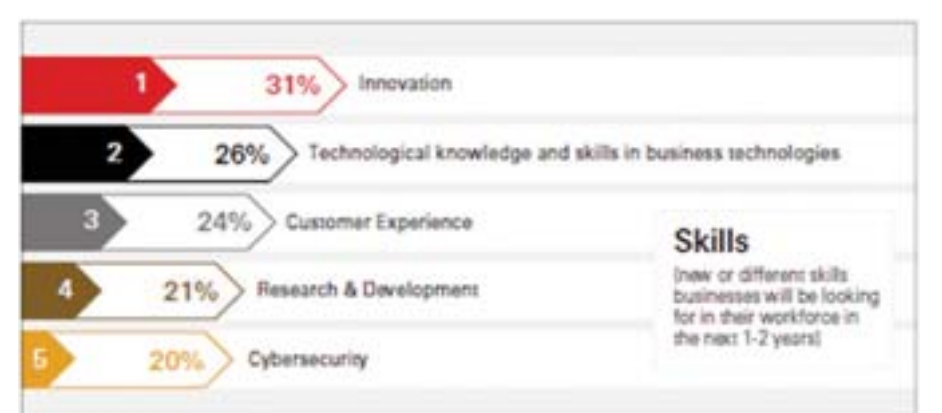 1 31% Innovation
2 26% Technological knowledge and skills in business technologies
3 24% Customer Experience
4 21% Research & Development
5 20% Cybersecurity
Skills
(new or different skills
businesses will be looking
for in their workforce in
the next 1-2 years)